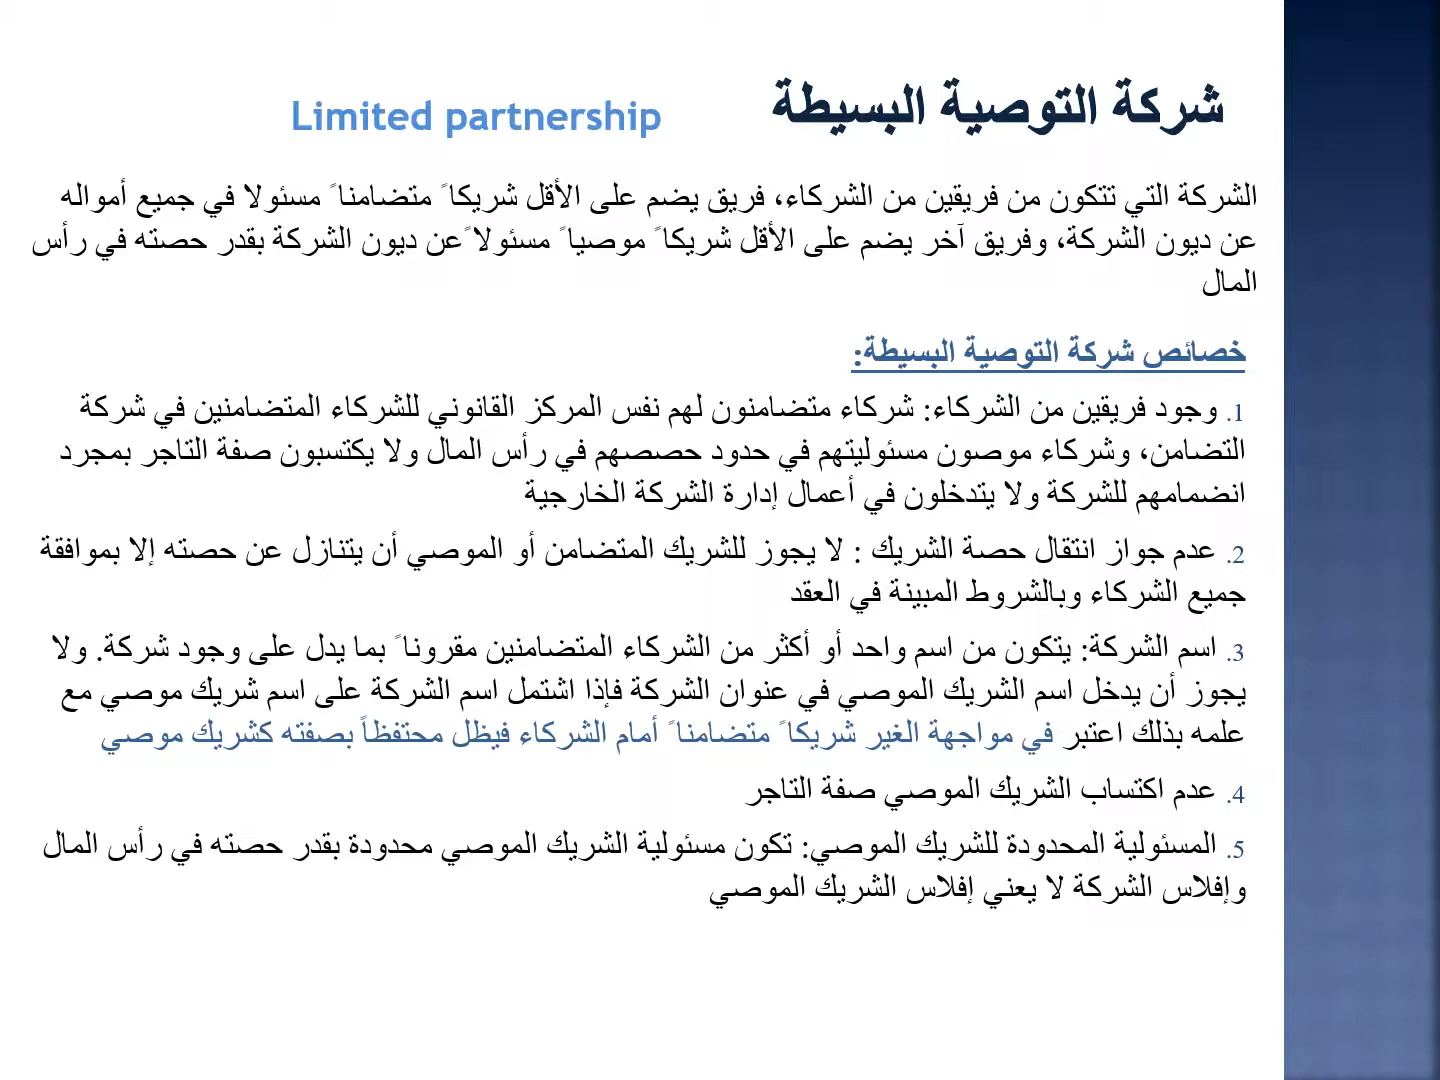 شركة التوصية البسيطة Limited partnership
الشركة التي تتكون من فريقين من الشركاء، فريق يضم على الأقل شريكاً متضامناً مسئولا في جميع أمواله
عن ديون الشركة، وفريق آخر يضم على الأقل شريكاً موصياً مسئولاً عن ديون الشركة بقدر حصته في رأس
المال
خصائص شركة التوصية البسيطة:
1. وجود فريقين من الشركاء: شركاء متضامنون لهم نفس المركز القانوني للشركاء المتضامنين في شركة
التضامن، وشركاء موصون مسئوليتهم في حدود حصصهم في رأس المال ولا يكتسبون صفة التاجر بمجرد
انضمامهم للشركة ولا يتدخلون في أعمال إدارة الشركة الخارجية
2. عدم جواز انتقال حصة الشريك : لا يجوز للشريك المتضامن أو الموصي أن يتنازل عن حصته إلا بموافقة
جميع الشركاء وبالشروط المبينة في العقد
3. اسم الشركة: يتكون من اسم واحد أو أكثر من الشركاء المتضامنين مقروناً بما يدل على وجود شركة. ولا
يجوز أن يدخل اسم الشريك الموصي في عنوان الشركة فإذا اشتمل اسم الشركة على اسم شريك موصي مع
علمه بذلك اعتبر في مواجهة الغير شريكاً متضامناً أمام الشركاء فيظل محتفظاً بصفته كشريك موصي
4. عدم اكتساب الشريك الموصي صفة التاجر
5. المسئولية المحدودة للشريك الموصي: تكون مسئولية الشريك الموصي محدودة بقدر حصته في رأس المال
وإفلاس الشركة لا يعني إفلاس الشريك الموصي